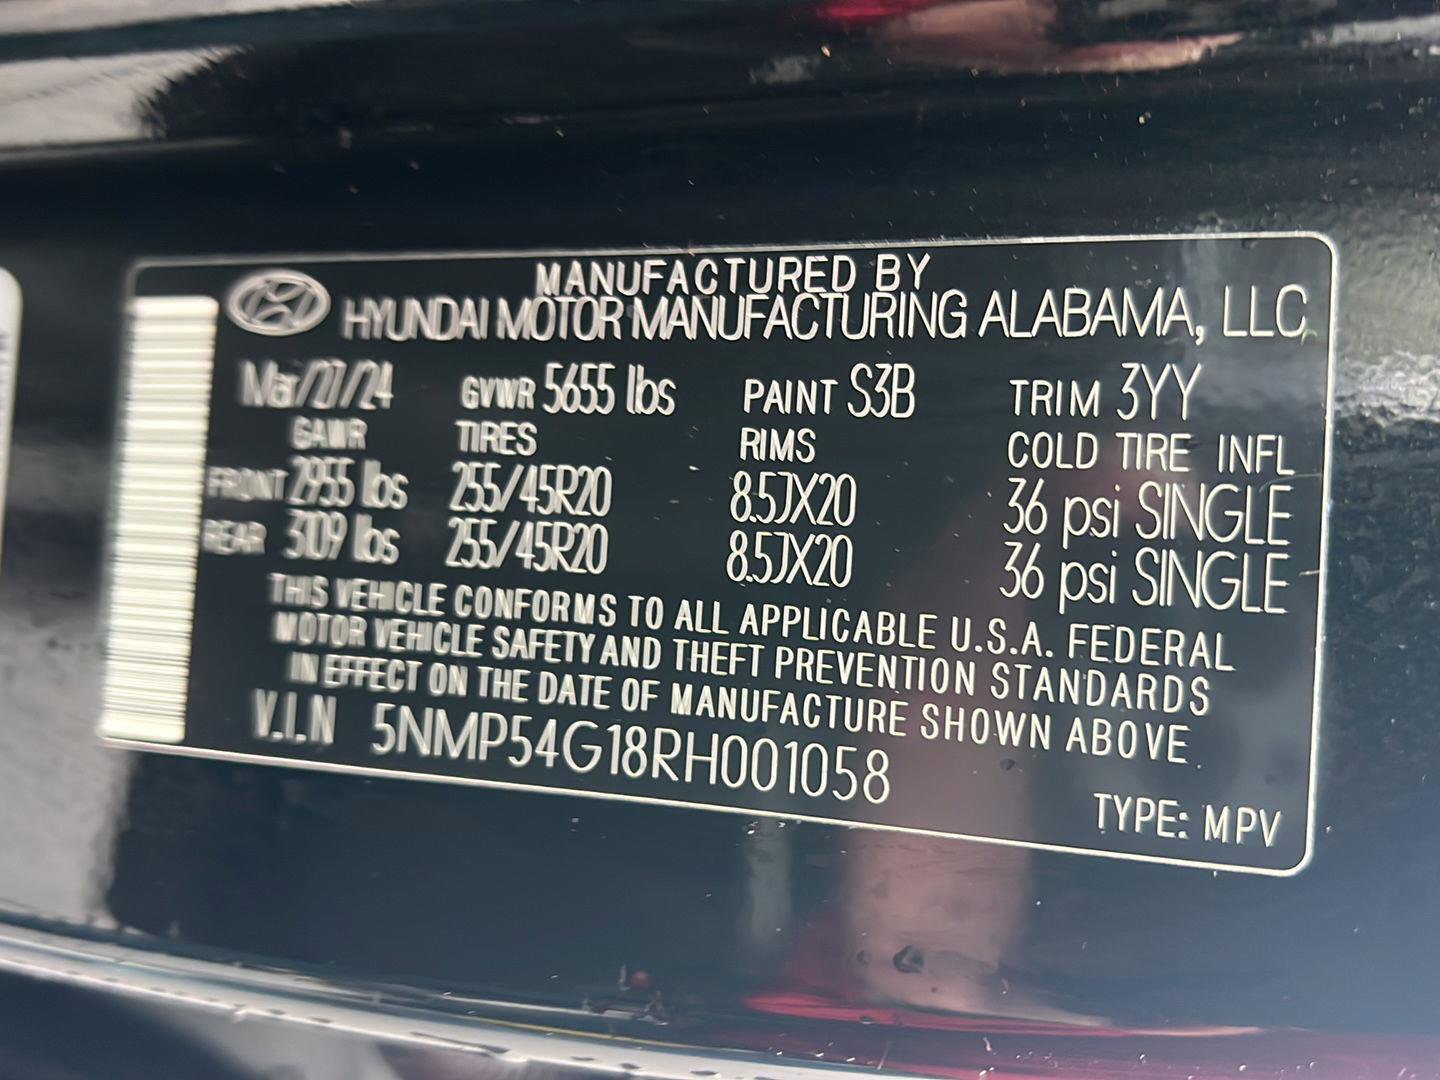 MANUFACTURED BY
HYUNDAI MOTOR MANUFACTURING ALABAMA, LLC
Mar/27/24 GVWR 5655 lbs PAINT S3B TRIM 3YY
GAWR TIRES RIMS COLD TIRE INFL
FRONT 2955 lbs 255/45R20 8.5JX20 36 psi SINGLE
REAR 3109 lbs 255/45R20 8.5JX20 36 psi SINGLE
THIS VEHICLE CONFORMS TO ALL APPLICABLE U.S.A. FEDERAL
MOTOR VEHICLE SAFETY AND THEFT PREVENTION STANDARDS
IN EFFECT ON THE DATE OF MANUFACTURE SHOWN ABOVE.
V.I.N 5NMP54G18RH001058
TYPE: MPV